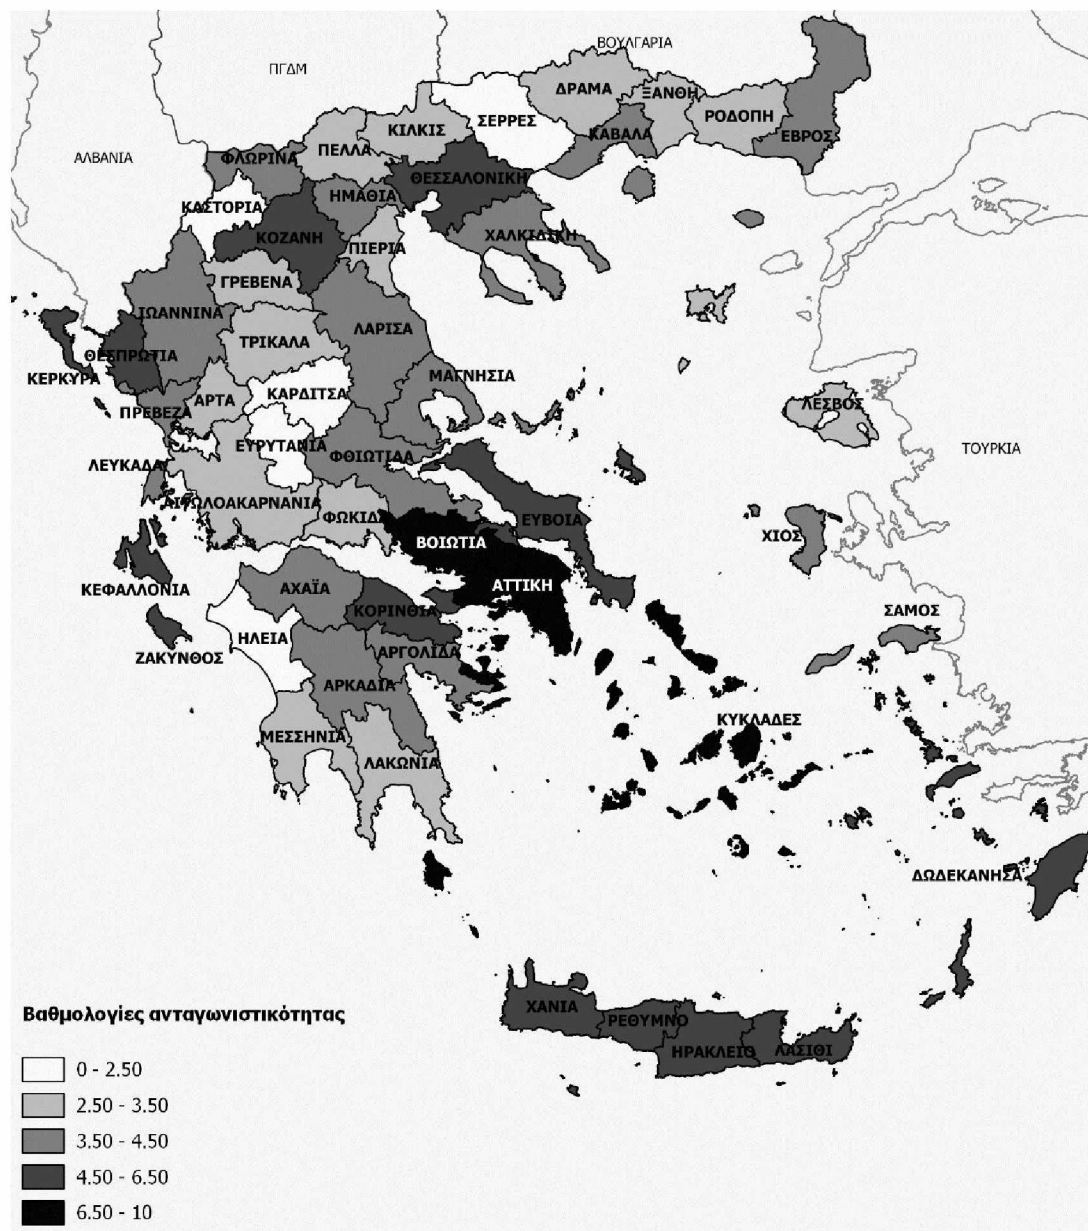 ΒΟΥΛΓΑΡΙΑ
ΠΓΔΜ
ΔΡΑΜΑ
ΞΑΝΘΗ
ΡΟΔΟΠΗ
ΣΕΡΡΕΣ
ΚΙΛΚΙΣ
ΚΑΒΑΛΑ
ΕΒΡΟΣ
ΑΛΒΑΝΙΑ
ΦΛΩΡΙΝΑ
ΠΕΛΛΑ
ΘΕΣΣΑΛΟΝΙΚΗ
ΗΜΑΘΙΑ
ΚΑΣΤΟΡΙΑ
ΚΟΖΑΝΗ
ΠΙΕΡΙΑ
ΧΑΛΚΙΔΙΚΗ
ΓΡΕΒΕΝΑ
ΙΩΑΝΝΙΝΑ
ΛΑΡΙΣΑ
ΤΡΙΚΑΛΑ
ΘΕΣΠΡΩΤΙΑ
ΚΕΡΚΥΡΑ
ΜΑΓΝΗΣΙΑ
ΚΑΡΔΙΤΣΑ
ΑΡΤΑ
ΠΡΕΒΕΖΑ
ΛΕΣΒΟΣ
ΕΥΡΥΤΑΝΙΑ
ΦΘΙΩΤΙΔΑ
ΤΟΥΡΚΙΑ
ΛΕΥΚΑΔΑ
ΑΙΤΩΛΟΑΚΑΡΝΑΝΙΑ
ΦΩΚΙΔΑ
ΕΥΒΟΙΑ
ΒΟΙΩΤΙΑ
ΧΙΟΣ
ΑΤΤΙΚΗ
ΚΕΦΑΛΛΟΝΙΑ
ΑΧΑΪΑ
ΚΟΡΙΝΘΙΑ
ΣΑΜΟΣ
ΗΛΕΙΑ
ΖΑΚΥΝΘΟΣ
ΑΡΓΟΛΙΔΑ
ΑΡΚΑΔΙΑ
ΚΥΚΛΑΔΕΣ
ΜΕΣΣΗΝΙΑ
ΛΑΚΩΝΙΑ
ΔΩΔΕΚΑΝΗΣΑ
ΧΑΝΙΑ
ΡΕΘΥΜΝΟ
ΗΡΑΚΛΕΙΟ
ΛΑΣΙΘΙ
Βαθμολογίες ανταγωνιστικότητας
0 - 2.50
2.50 - 3.50
3.50 - 4.50
4.50 - 6.50
6.50 - 10